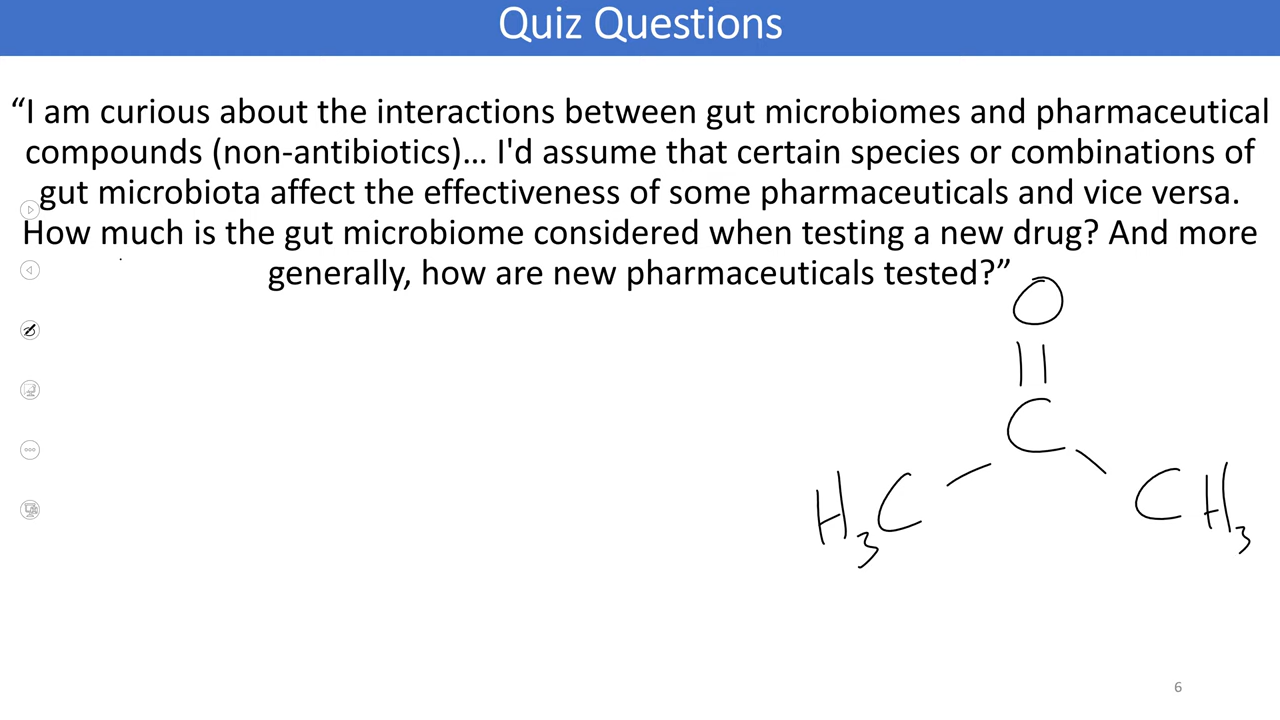 Quiz Questions
“I am curious about the interactions between gut microbiomes and pharmaceutical
compounds (non-antibiotics)… I'd assume that certain species or combinations of
gut microbiota affect the effectiveness of some pharmaceuticals and vice versa.
How much is the gut microbiome considered when testing a new drug? And more
generally, how are new pharmaceuticals tested?”
O
C
H₃C CH₃
6